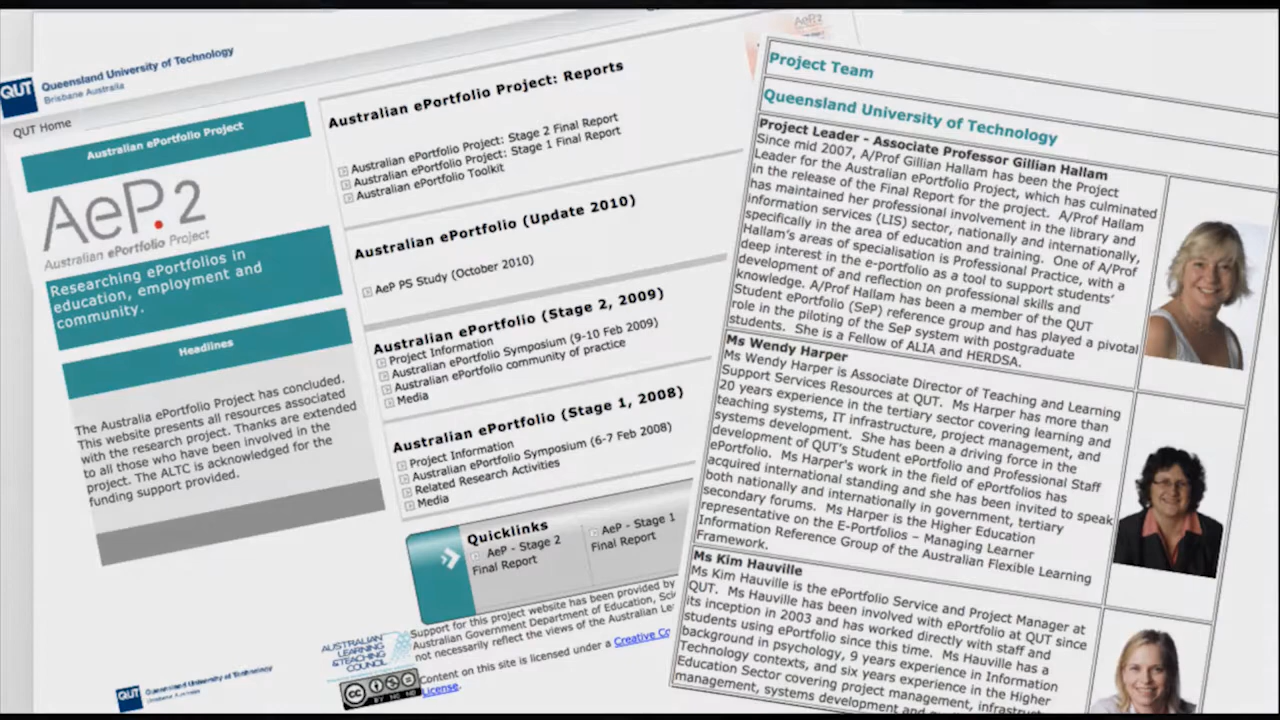 QUT
Queensland University of Technology
Brisbane Australia
QUT Home
Australian ePortfolio Project
AeP.2
Australian ePortfolio Project
Researching ePortfolios in
education, employment and
community.
Headlines
The Australia ePortfolio Project has concluded.
This website presents all resources associated
with the research project. Thanks are extended
to all those who have been involved in the
project. The ALTC is acknowledged for the
funding support provided.
Australian ePortfolio Project: Reports
Australian ePortfolio Project: Stage 2 Final Report
Australian ePortfolio Project: Stage 1 Final Report
Australian ePortfolio Toolkit
Australian ePortfolio (Update 2010)
AeP PS Study (October 2010)
Australian ePortfolio (Stage 2, 2009)
Project Information
Australian ePortfolio Symposium (9-10 Feb 2009)
Australian ePortfolio community of practice
Media
Australian ePortfolio (Stage 1, 2008)
Project Information
Australian ePortfolio Symposium (6-7 Feb 2008)
Related Research Activities
Media
Quicklinks
AeP - Stage 2
Final Report
AeP - Stage 1
Final Report
Support for this project website has been provided by
Australian Government Department of Education, Sci
not necessarily reflect the views of the Australian Le
AUSTRALIAN
LEARNING
&TEACHING
COUNCIL
Content on this site is licensed under a Creative Co
License.
cc
BY NC ND
QUT
Queensland University of Technology
Brisbane Australia
AeP.2
Project Team
Queensland University of Technology
Project Leader - Associate Professor Gillian Hallam
Since mid 2007, A/Prof Gillian Hallam has been the Project
Leader for the Australian ePortfolio Project, which has culminated
in the release of the Final Report for the project. A/Prof Hallam
has maintained her professional involvement in the library and
information services (LIS) sector, nationally and internationally,
specifically in the area of education and training. One of A/Prof
Hallam's areas of specialisation is Professional Practice, with a
deep interest in the e-portfolio as a tool to support students'
development of and reflection on professional skills and
knowledge. A/Prof Hallam has been a member of the QUT
Student ePortfolio (SeP) reference group and has played a pivotal
role in the piloting of the SeP system with postgraduate
students. She is a Fellow of ALIA and HERDSA.
Ms Wendy Harper
Ms Wendy Harper is Associate Director of Teaching and Learning
Support Services Resources at QUT. Ms Harper has more than
20 years experience in the tertiary sector covering learning and
teaching systems, IT infrastructure, project management, and
systems development. She has been a driving force in the
development of QUT's Student ePortfolio and Professional Staff
ePortfolio. Ms Harper's work in the field of ePortfolios has
acquired international standing and she has been invited to speak
both nationally and internationally in government, tertiary
secondary forums. Ms Harper is the Higher Education
representative on the E-Portfolios – Managing Learner
Information Reference Group of the Australian Flexible Learning
Framework.
Ms Kim Hauville
Ms Kim Hauville is the ePortfolio Service and Project Manager at
QUT. Ms Hauville has been involved with ePortfolio at QUT since
its inception in 2003 and has worked directly with staff and
students using ePortfolio since this time. Ms Hauville has a
background in psychology, 9 years experience in Information
Technology contexts, and six years experience in the Higher
Education Sector covering project management, infrastruct
management, systems development and